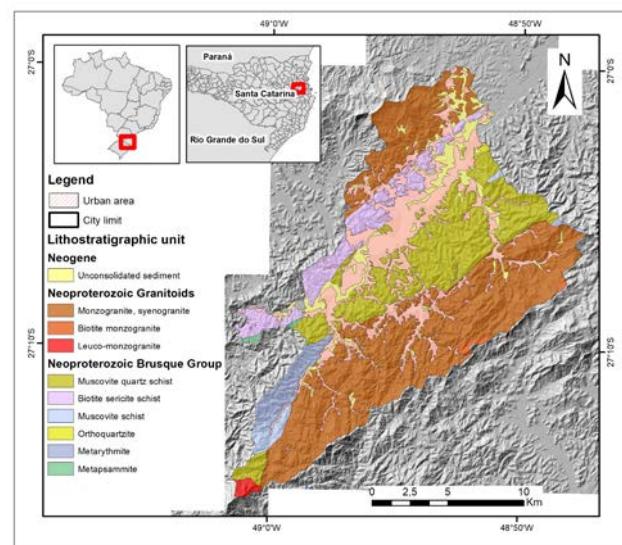 49°0'W
48°50'W
27°0'S
27°0'S
Paraná
Santa Catarina
Rio Grande do Sul
N
Legend
Urban area
City limit
Lithostratigraphic unit
Neogene
Unconsolidated sediment
Neoproterozoic Granitoids
Monzogranite, syenogranite
Biotite monzogranite
Leuco-monzogranite
Neoproterozoic Brusque Group
Muscovite quartz schist
Biotite sericite schist
Muscovite schist
Orthoquartzite
Metarythmite
Metapsammite
27°10'S
27°10'S
0 2,5 5 10
Km
49°0'W
48°50'W